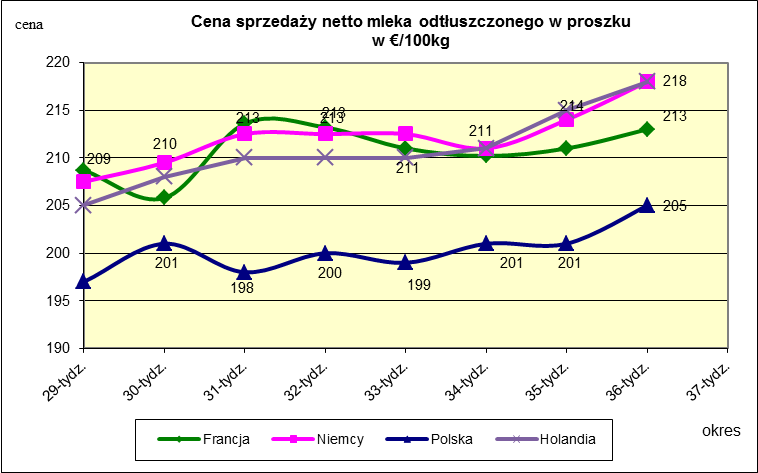 cena
Cena sprzedaży netto mleka odtłuszczonego w proszku
w €/100kg
220
215
210
205
200
195
190
209
210
213
213
213
211
211
214
218
213
201
198
200
199
201
201
205
29-tydz.
30-tydz.
31-tydz.
32-tydz.
33-tydz.
34-tydz.
35-tydz.
36-tydz.
37-tydz.
okres
Francja Niemcy Polska Holandia